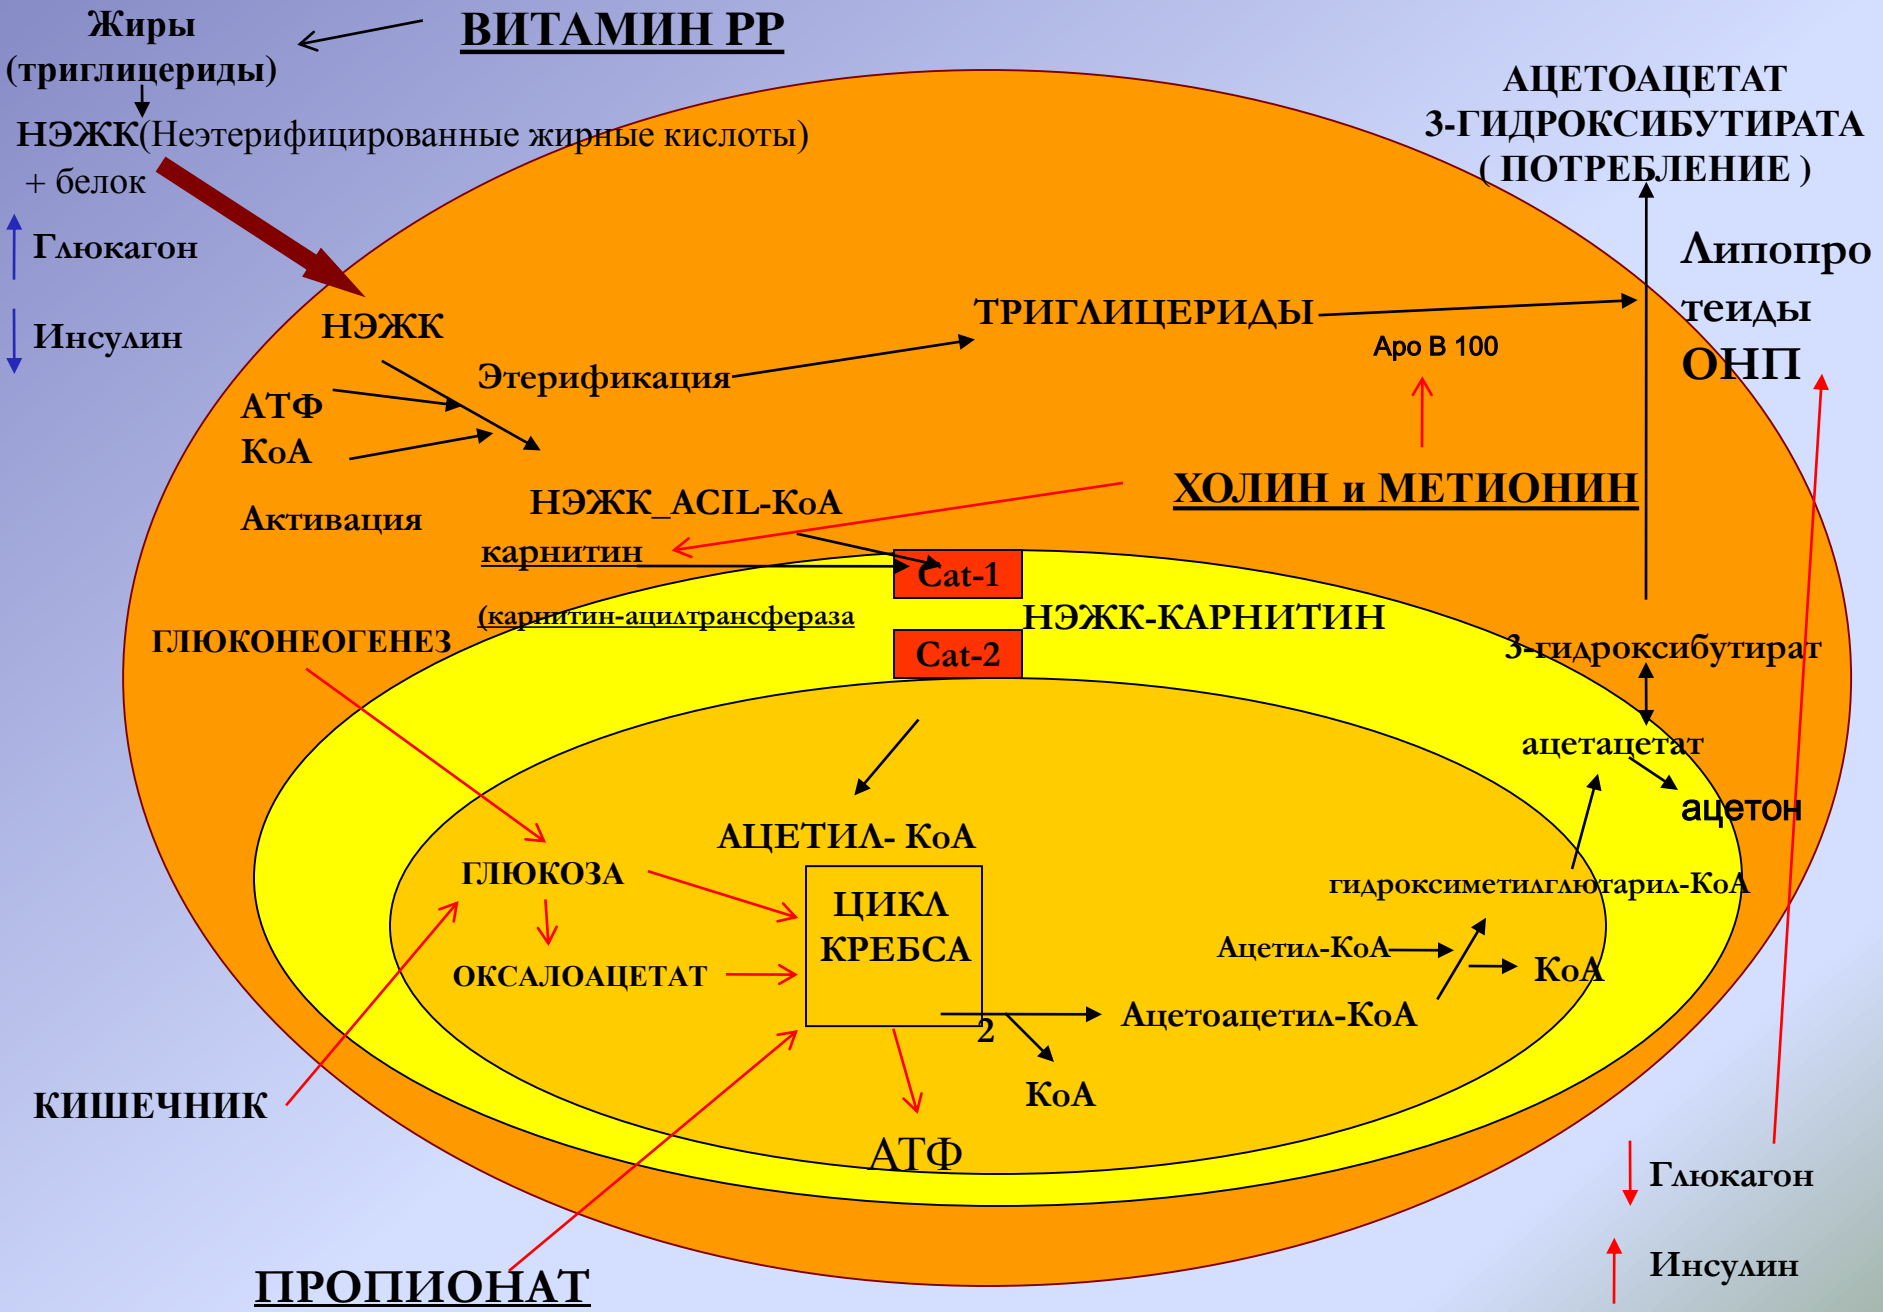 Жиры
(триглицериды)
ВИТАМИН РР
НЭЖК(Неэтерифицированные жирные кислоты)
+ белок
Глюкагон
Инсулин
АЦЕТОАЦЕТАТ
3-ГИДРОКСИБУТИРАТА
( ПОТРЕБЛЕНИЕ )
Липопро
теиды
ОНП
НЭЖК
ТРИГЛИЦЕРИДЫ
Apo B 100
Этерификация
АТФ
КоА
Активация
НЭЖК_ACIL-КоА
ХОЛИН и МЕТИОНИН
карнитин
Cat-1
(карнитин-ацилтрансфераза
НЭЖК-КАРНИТИН
ГЛЮКОНЕОГЕНЕЗ
Cat-2
3-гидроксибутират
ацетацетат
ацетон
АЦЕТИЛ- КоА
ГЛЮКОЗА
ЦИКЛ
КРЕБСА
гидроксиметилглютарил-КоА
Ацетил-КоА
КоА
ОКСАЛОАЦЕТАТ
Ацетоацетил-КоА
2
КоА
КИШЕЧНИК
АТФ
Глюкагон
Инсулин
ПРОПИОНАТ